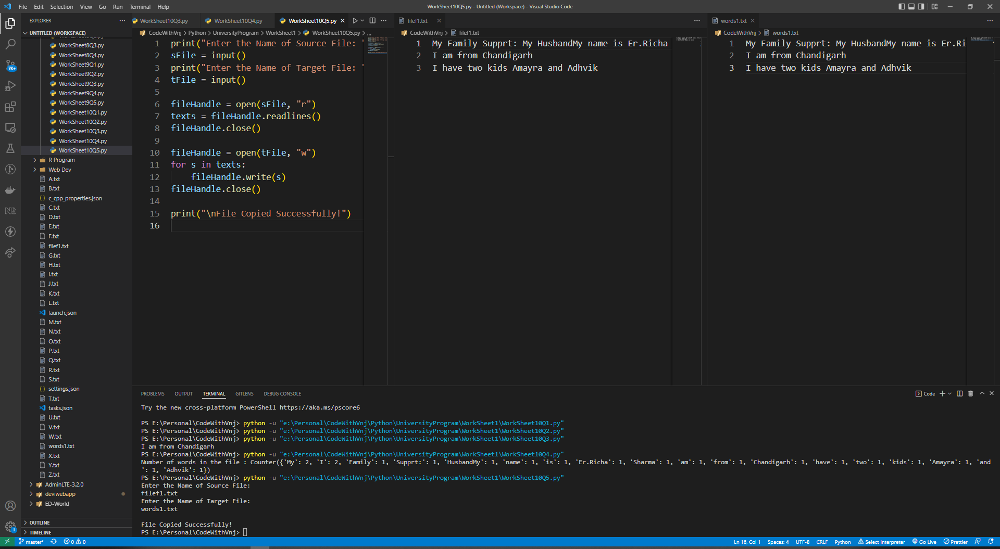 File Edit Selection View Go Run Terminal Help
WorkSheet10Q5.py - Untitled (Workspace) - Visual Studio Code
EXPLORER
UNTITLED (WORKSPACE)
WorkSheet8Q3.py
WorkSheet8Q4.py
WorkSheet9Q1.py
WorkSheet9Q2.py
WorkSheet9Q3.py
WorkSheet9Q4.py
WorkSheet9Q5.py
WorkSheet10Q1.py
WorkSheet10Q2.py
WorkSheet10Q3.py
WorkSheet10Q4.py
WorkSheet10Q5.py
R Program
Web Dev
A.txt
B.txt
c_cpp_properties.json
C.txt
D.txt
E.txt
F.txt
filef1.txt
G.txt
H.txt
I.txt
J.txt
K.txt
L.txt
launch.json
M.txt
N.txt
O.txt
P.txt
Q.txt
R.txt
S.txt
settings.json
T.txt
tasks.json
U.txt
V.txt
W.txt
words1.txt
X.txt
Y.txt
Z.txt
AdminLTE-3.2.0
deviwebapp
ED-World
OUTLINE
TIMELINE
7K+
1
WorkSheet10Q3.py WorkSheet10Q4.py WorkSheet10Q5.py
CodeWithVnj > Python > UniversityProgram > WorkSheet1 > WorkSheet10Q5.py > ...
1 print("Enter the Name of Source File: "
2 sFile = input()
3 print("Enter the Name of Target File: "
4 tFile = input()
5
6 fileHandle = open(sFile, "r")
7 texts = fileHandle.readlines()
8 fileHandle.close()
9
10 fileHandle = open(tFile, "w")
11 for s in texts:
12 fileHandle.write(s)
13 fileHandle.close()
14
15 print("\nFile Copied Successfully!")
16
filef1.txt
CodeWithVnj > filef1.txt
1 My Family Supprt: My HusbandMy name is Er.Richa
2 I am from Chandigarh
3 I have two kids Amayra and Adhvik
words1.txt
CodeWithVnj > words1.txt
1 My Family Supprt: My HusbandMy name is Er.Ri
2 I am from Chandigarh
3 I have two kids Amayra and Adhvik
PROBLEMS OUTPUT TERMINAL GITLENS DEBUG CONSOLE
Code
Try the new cross-platform PowerShell https://aka.ms/pscore6
PS E:\Personal\CodeWithVnj> python -u "e:\Personal\CodeWithVnj\Python\UniversityProgram\WorkSheet1\WorkSheet10Q1.py"
PS E:\Personal\CodeWithVnj> python -u "e:\Personal\CodeWithVnj\Python\UniversityProgram\WorkSheet1\WorkSheet10Q2.py"
PS E:\Personal\CodeWithVnj> python -u "e:\Personal\CodeWithVnj\Python\UniversityProgram\WorkSheet1\WorkSheet10Q3.py"
I am from Chandigarh
PS E:\Personal\CodeWithVnj> python -u "e:\Personal\CodeWithVnj\Python\UniversityProgram\WorkSheet1\WorkSheet10Q4.py"
Number of words in the file : Counter({'My': 2, 'I': 2, 'Family': 1, 'Supprt:': 1, 'HusbandMy': 1, 'name': 1, 'is': 1, 'Er.Richa': 1, 'Sharma': 1, 'am': 1, 'from': 1, 'Chandigarh': 1, 'have': 1, 'two': 1, 'kids': 1, 'Amayra': 1, 'and
': 1, 'Adhvik': 1})
PS E:\Personal\CodeWithVnj> python -u "e:\Personal\CodeWithVnj\Python\UniversityProgram\WorkSheet1\WorkSheet10Q5.py"
Enter the Name of Source File:
filef1.txt
Enter the Name of Target File:
words1.txt
File Copied Successfully!
PS E:\Personal\CodeWithVnj>
master* 0 0
Ln 16, Col 1 Spaces: 4 UTF-8 CRLF Python Select Interpreter Go Live Prettier